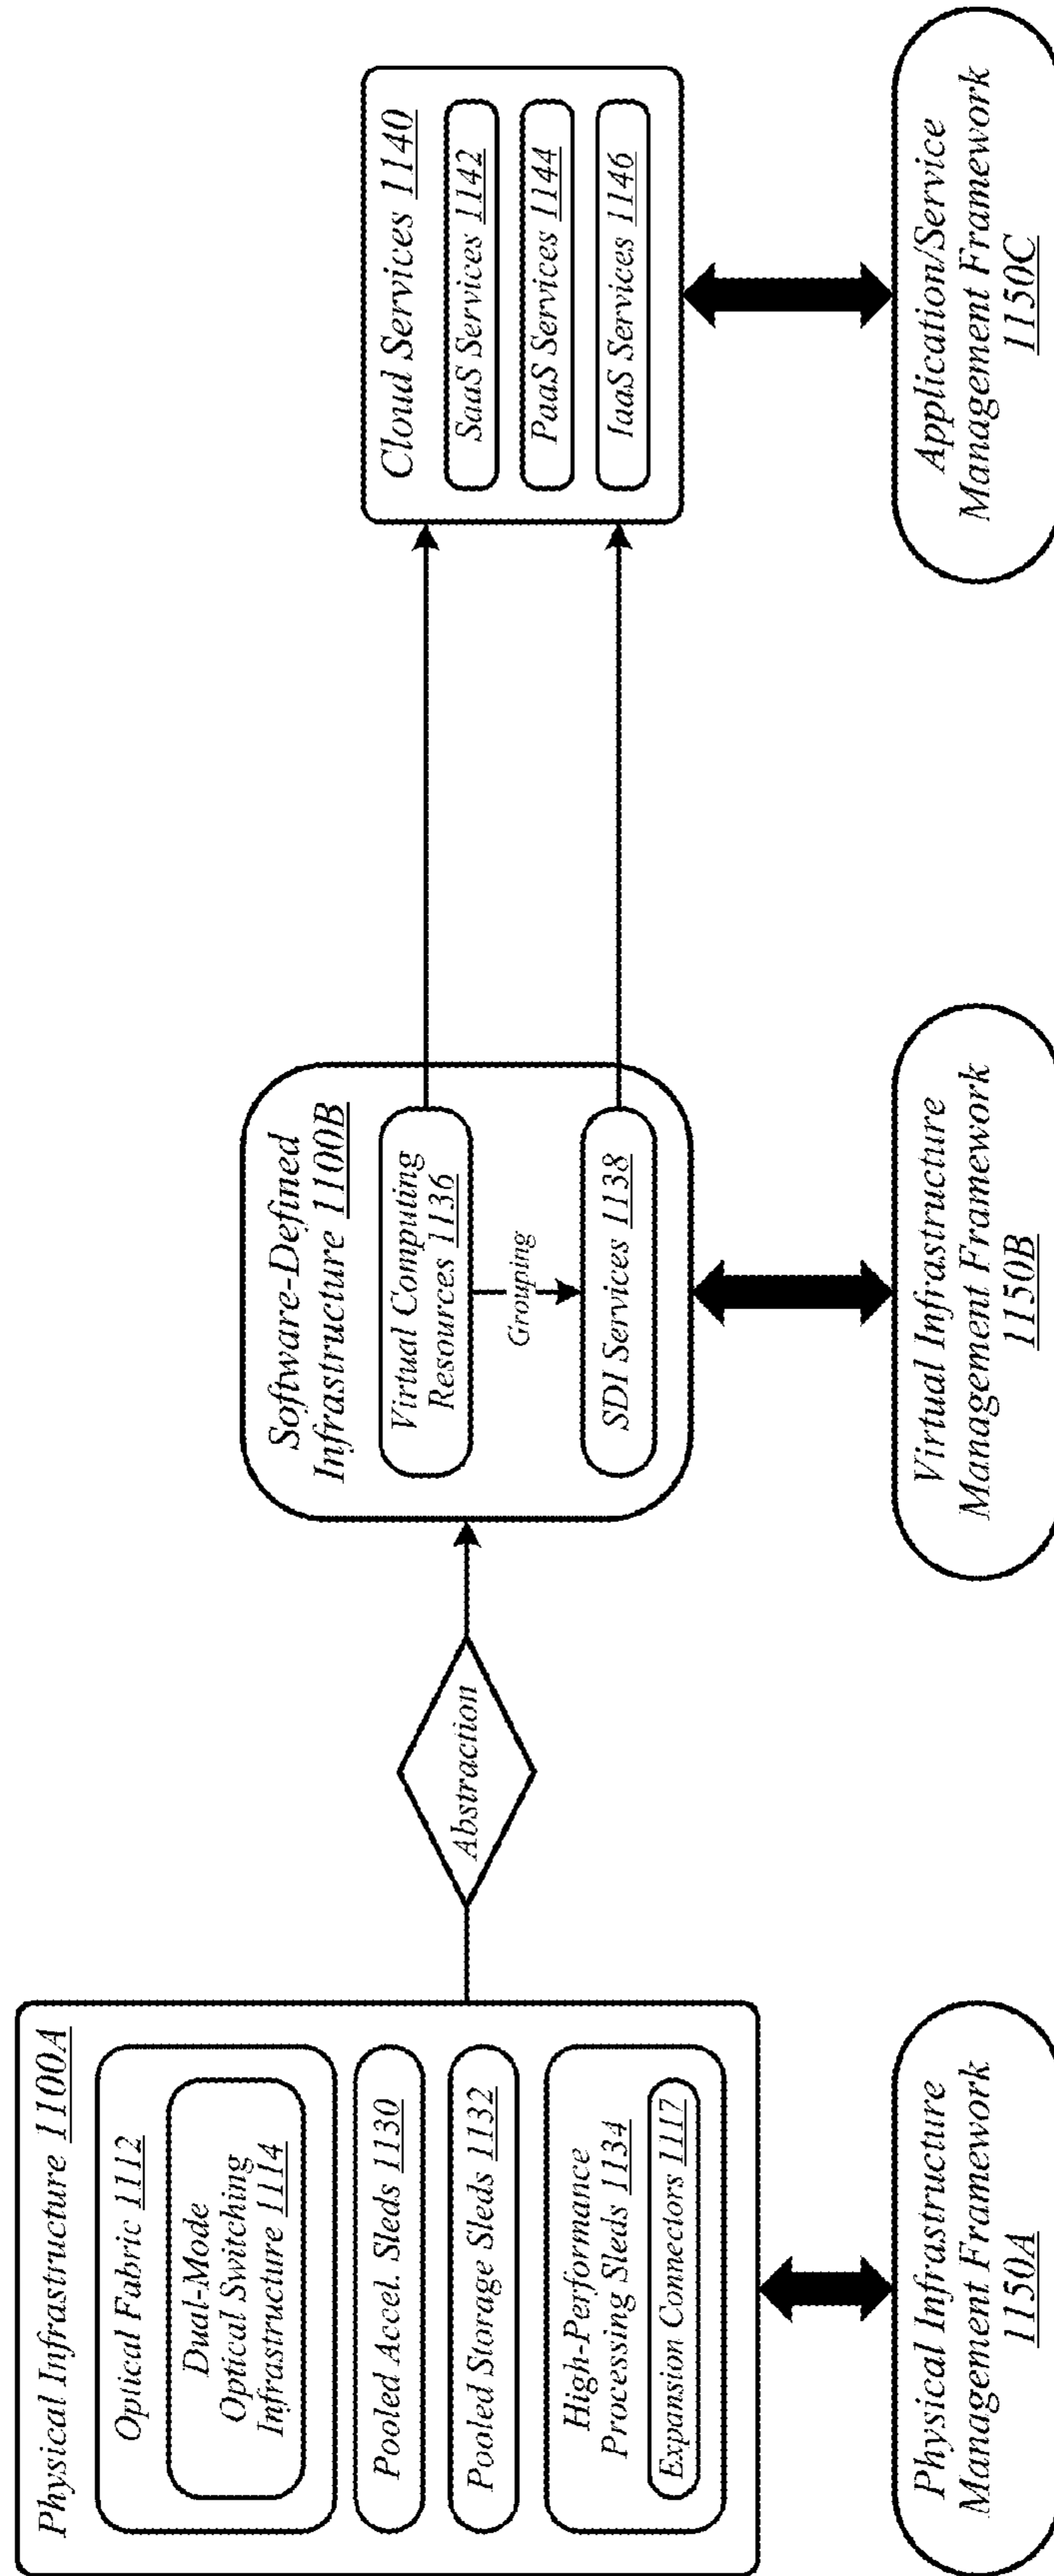 Physical Infrastructure 1100A
Optical Fabric 1112
Dual-Mode
Optical Switching
Infrastructure 1114
Pooled Accel. Sleds 1130
Pooled Storage Sleds 1132
High-Performance
Processing Sleds 1134
Expansion Connectors 1117
Physical Infrastructure
Management Framework
1150A
Abstraction
Software-Defined
Infrastructure 1100B
Virtual Computing
Resources 1136
Grouping
SDI Services 1138
Virtual Infrastructure
Management Framework
1150B
Cloud Services 1140
SaaS Services 1142
PaaS Services 1144
IaaS Services 1146
Application/Service
Management Framework
1150C